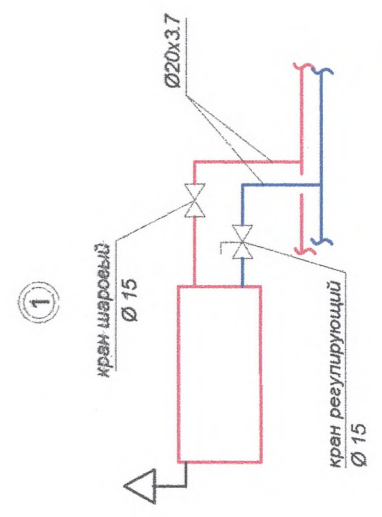 1
кран шаровый
Ø 15
Ø20x3.7
кран регулирующий
Ø 15